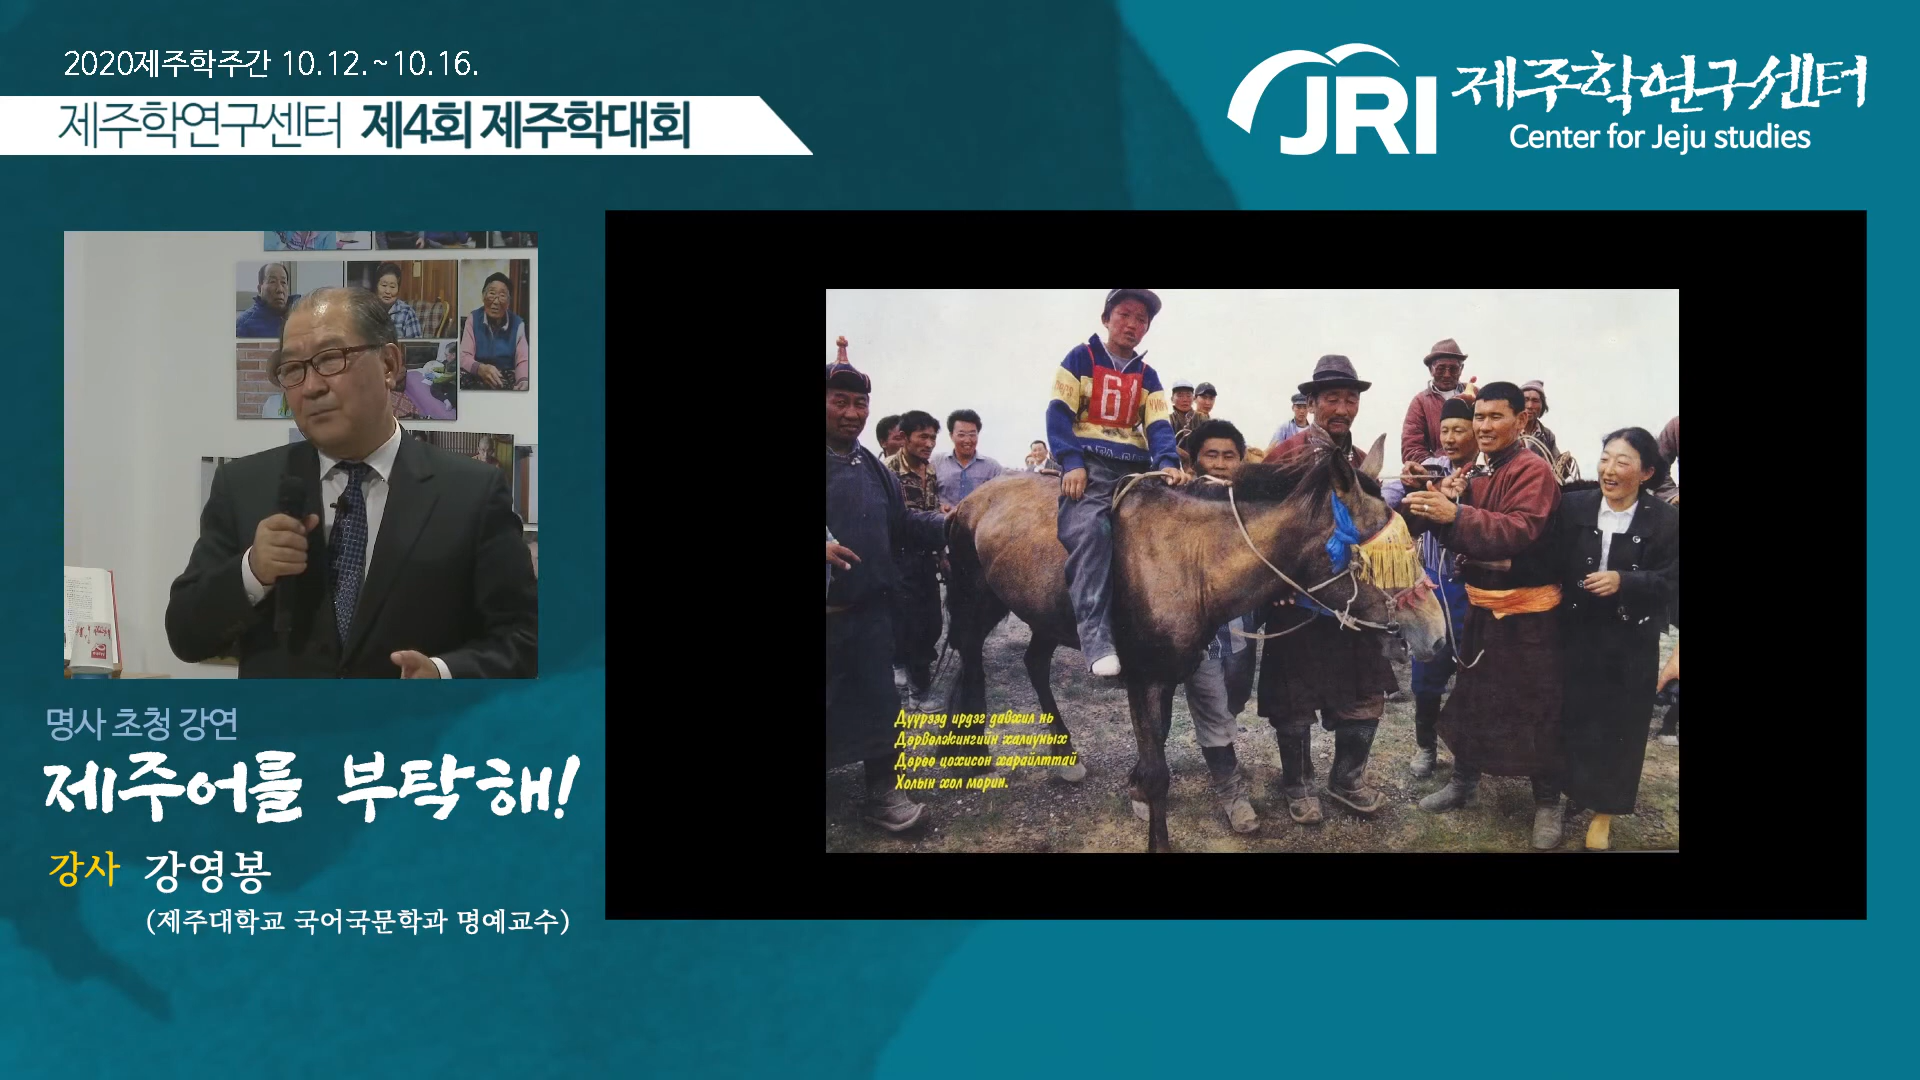 2020제주학주간 10.12.~10.16.
제주학연구센터 제4회 제주학대회
JRI 제주학연구센터
Center for Jeju studies
61
Дүүрээд ирдэг давхил нь
Дөрвөлжингийн халиуных
Дөрөө цохисон харайлттай
Холын хол морин.
명사 초청 강연
제주어를 부탁해!
강사 강영봉
(제주대학교 국어국문학과 명예교수)